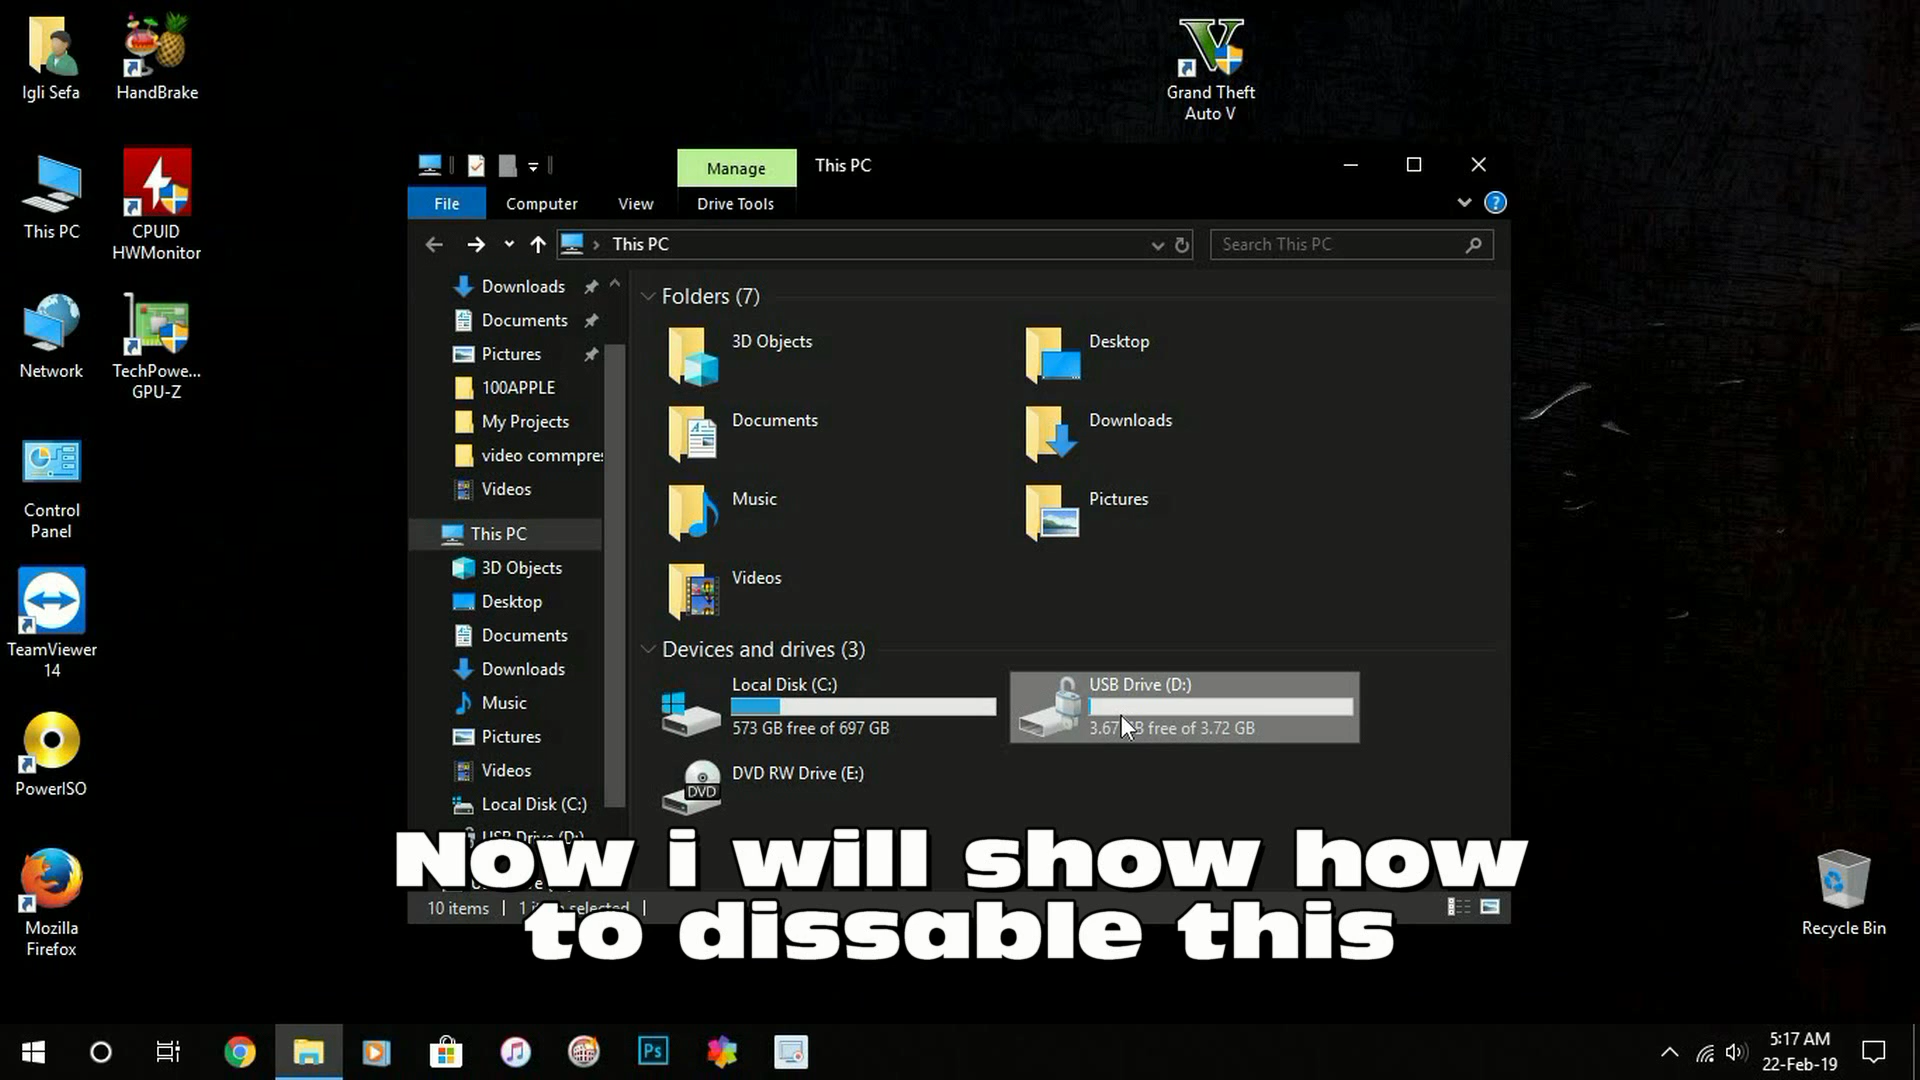 Igli Sefa
HandBrake
Grand Theft
Auto V
This PC
CPUID
HWMonitor
Network
TechPowe...
GPU-Z
Control
Panel
TeamViewer
14
PowerISO
Mozilla
Firefox
Recycle Bin
Manage
This PC
File
Computer
View
Drive Tools
?
This PC
Search This PC
Downloads
Documents
Pictures
100APPLE
My Projects
video commpres
Videos
This PC
3D Objects
Desktop
Documents
Downloads
Music
Pictures
Videos
Local Disk (C:)
USB Drive (D:)
Folders (7)
3D Objects
Desktop
Documents
Downloads
Music
Pictures
Videos
Devices and drives (3)
Local Disk (C:)
573 GB free of 697 GB
USB Drive (D:)
3.67 GB free of 3.72 GB
DVD RW Drive (E:)
DVD
10 items
1 item selected
Now i will show how
to dissable this
Ps
5:17 AM
22-Feb-19